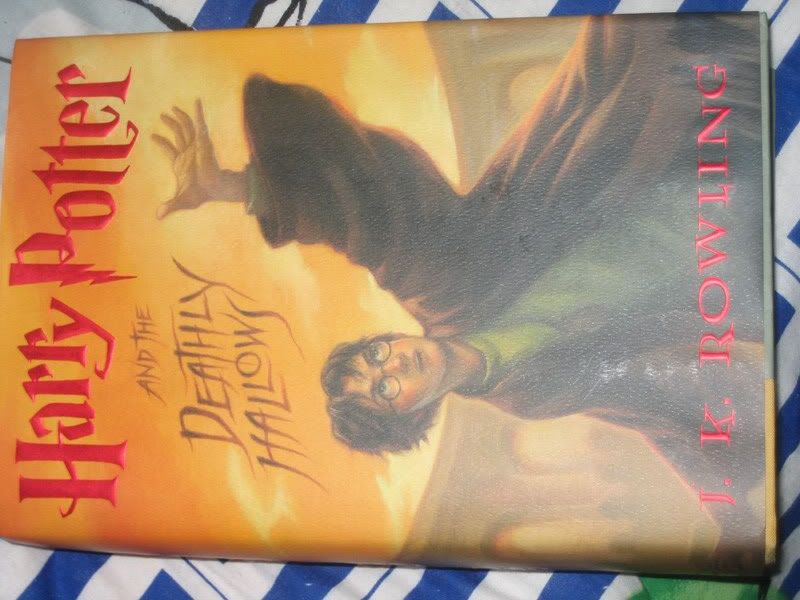 Harry Potter
AND THE
DEATHLY
HALLOWS
J. K. ROWLING